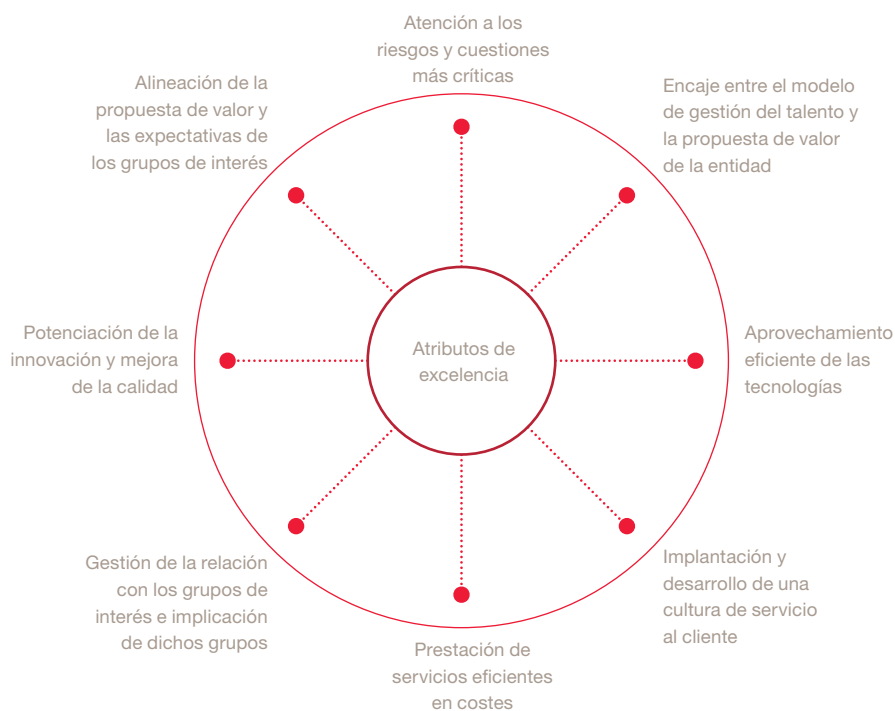 Atención a los
riesgos y cuestiones
más críticas
Encaje entre el modelo
de gestión del talento y
la propuesta de valor
de la entidad
Aprovechamiento
eficiente de las
tecnologías
Implantación y
desarrollo de una
cultura de servicio
al cliente
Prestación de
servicios eficientes
en costes
Gestión de la relación
con los grupos de
interés e implicación
de dichos grupos
Potenciación de la
innovación y mejora
de la calidad
Alineación de la
propuesta de valor y
las expectativas de
los grupos de interés
Atributos de
excelencia